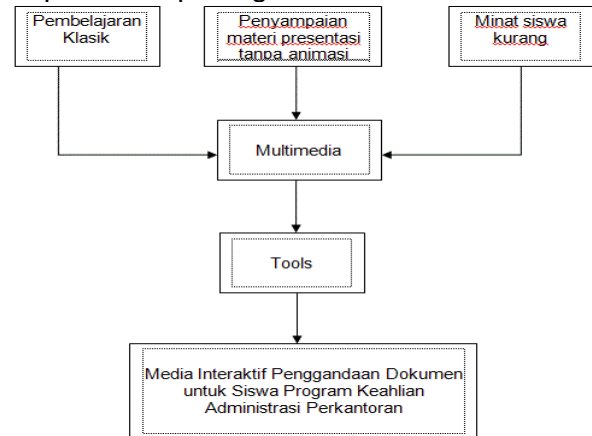 Pembelajaran
Klasik
Penyampaian
materi presentasi
tanpa animasi
Minat siswa
kurang
Multimedia
Tools
Media Interaktif Penggandaan Dokumen
untuk Siswa Program Keahlian
Administrasi Perkantoran